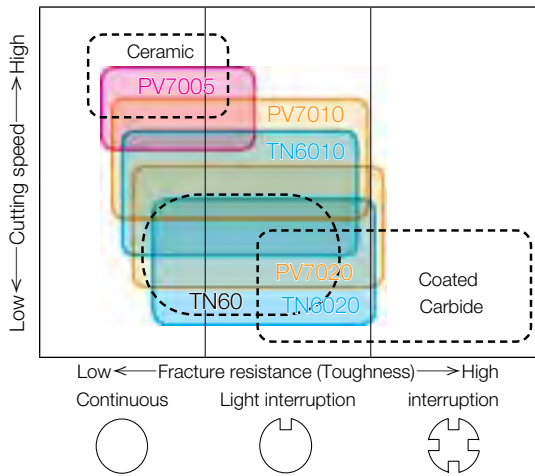 Ceramic
PV7005
PV7010
TN6010
PV7020
TN60
TN6020
Coated
Carbide
Low Cutting speed High
Low Fracture resistance (Toughness) High
Continuous Light interruption interruption